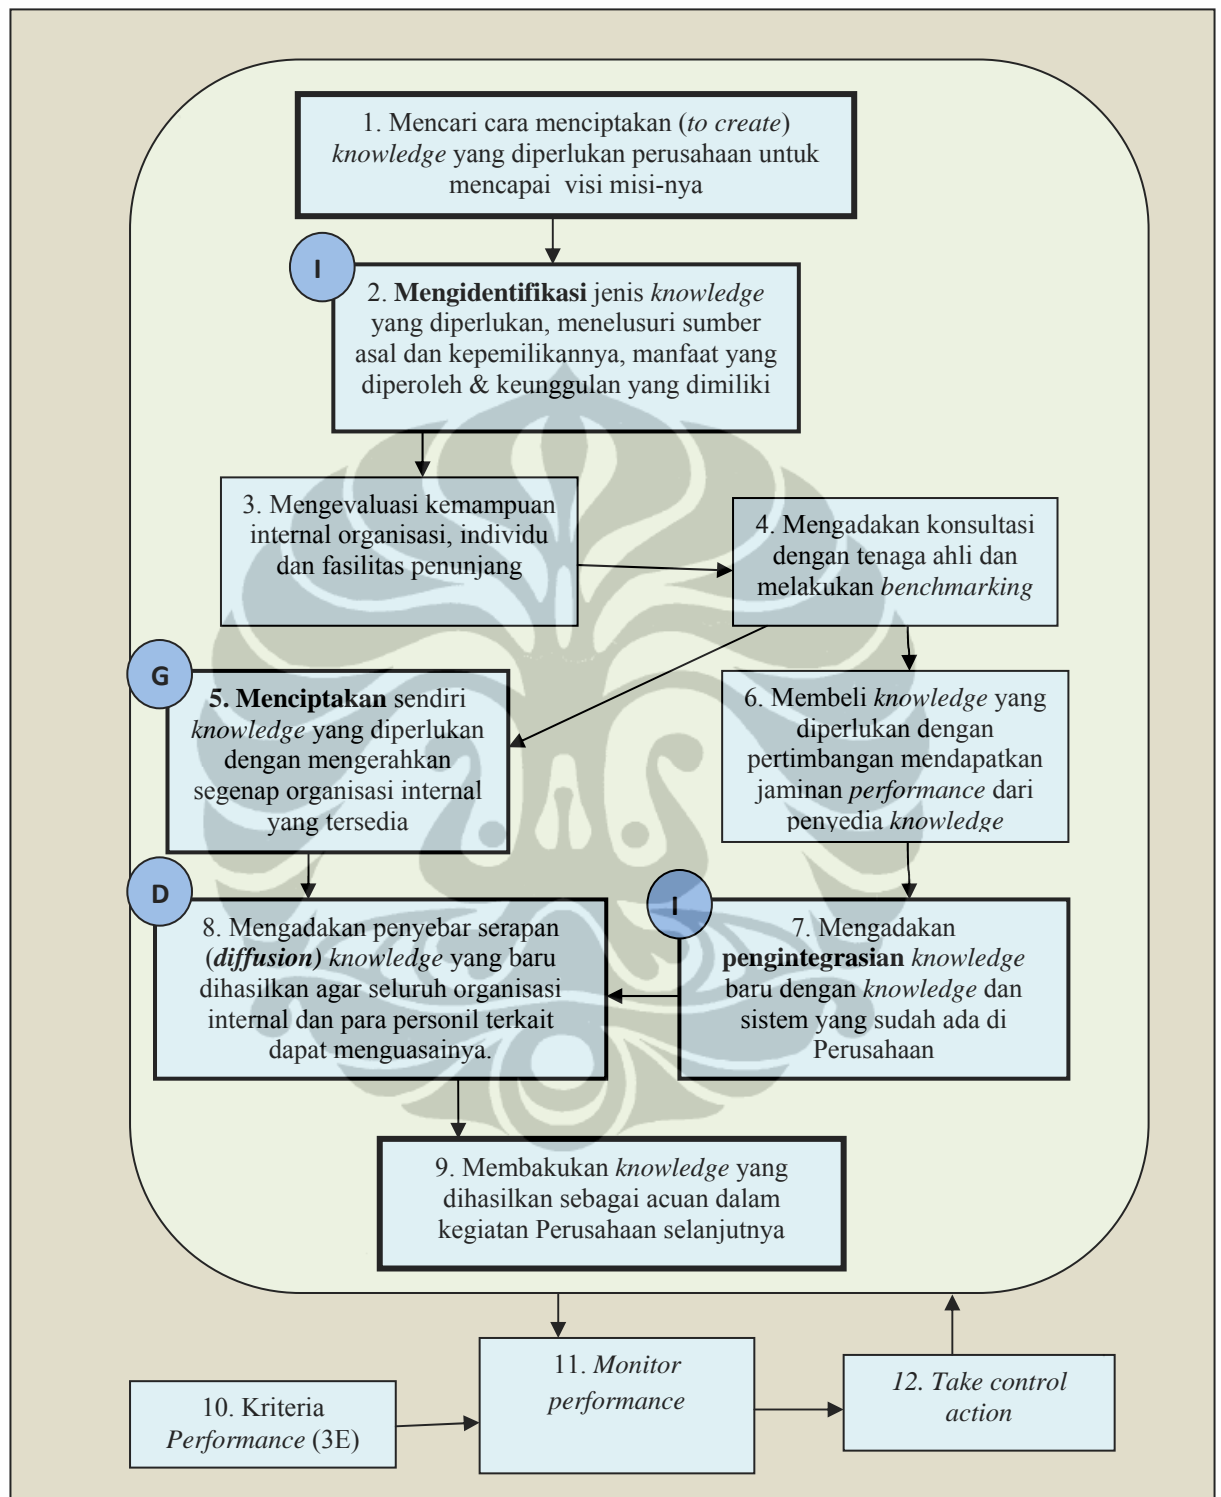 1. Mencari cara menciptakan (to create)
knowledge yang diperlukan perusahaan untuk
mencapai visi misi-nya
I
2. Mengidentifikasi jenis knowledge
yang diperlukan, menelusuri sumber
asal dan kepemilikannya, manfaat yang
diperoleh & keunggulan yang dimiliki
3. Mengevaluasi kemampuan
internal organisasi, individu
dan fasilitas penunjang
4. Mengadakan konsultasi
dengan tenaga ahli dan
melakukan benchmarking
G
5. Menciptakan sendiri
knowledge yang diperlukan
dengan mengerahkan
segenap organisasi internal
yang tersedia
6. Membeli knowledge yang
diperlukan dengan
pertimbangan mendapatkan
jaminan performance dari
penyedia knowledge
D
8. Mengadakan penyebar serapan
(diffusion) knowledge yang baru
dihasilkan agar seluruh organisasi
internal dan para personil terkait
dapat menguasainya.
I
7. Mengadakan
pengintegrasian knowledge
baru dengan knowledge dan
sistem yang sudah ada di
Perusahaan
9. Membakukan knowledge yang
dihasilkan sebagai acuan dalam
kegiatan Perusahaan selanjutnya
10. Kriteria
Performance (3E)
11. Monitor
performance
12. Take control
action